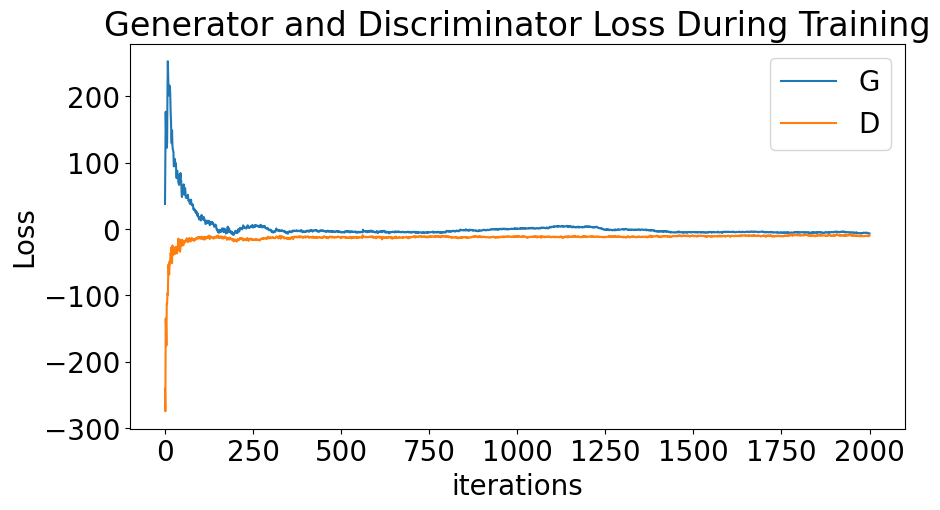 Generator and Discriminator Loss During Training
G
D
Loss
200
100
0
−100
−200
−300
0 250 500 750 1000 1250 1500 1750 2000
iterations